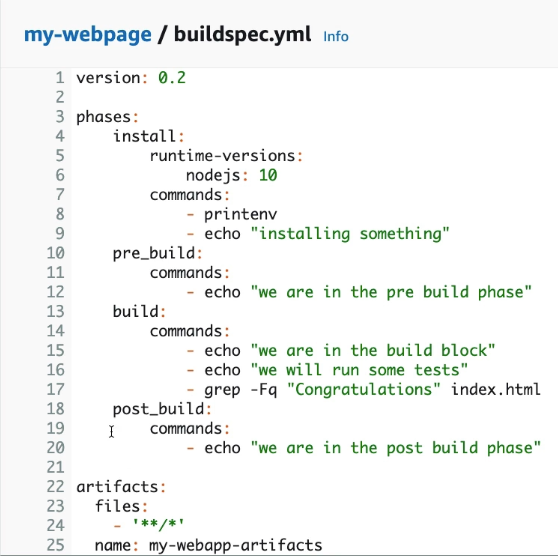 my-webpage / buildspec.yml Info
1 version: 0.2
2
3 phases:
4     install:
5         runtime-versions:
6             nodejs: 10
7         commands:
8             - printenv
9             - echo "installing something"
10     pre_build:
11         commands:
12             - echo "we are in the pre build phase"
13     build:
14         commands:
15             - echo "we are in the build block"
16             - echo "we will run some tests"
17             - grep -Fq "Congratulations" index.html
18     post_build:
19         commands:
20             - echo "we are in the post build phase"
21
22 artifacts:
23   files:
24     - '**/*'
25   name: my-webapp-artifacts